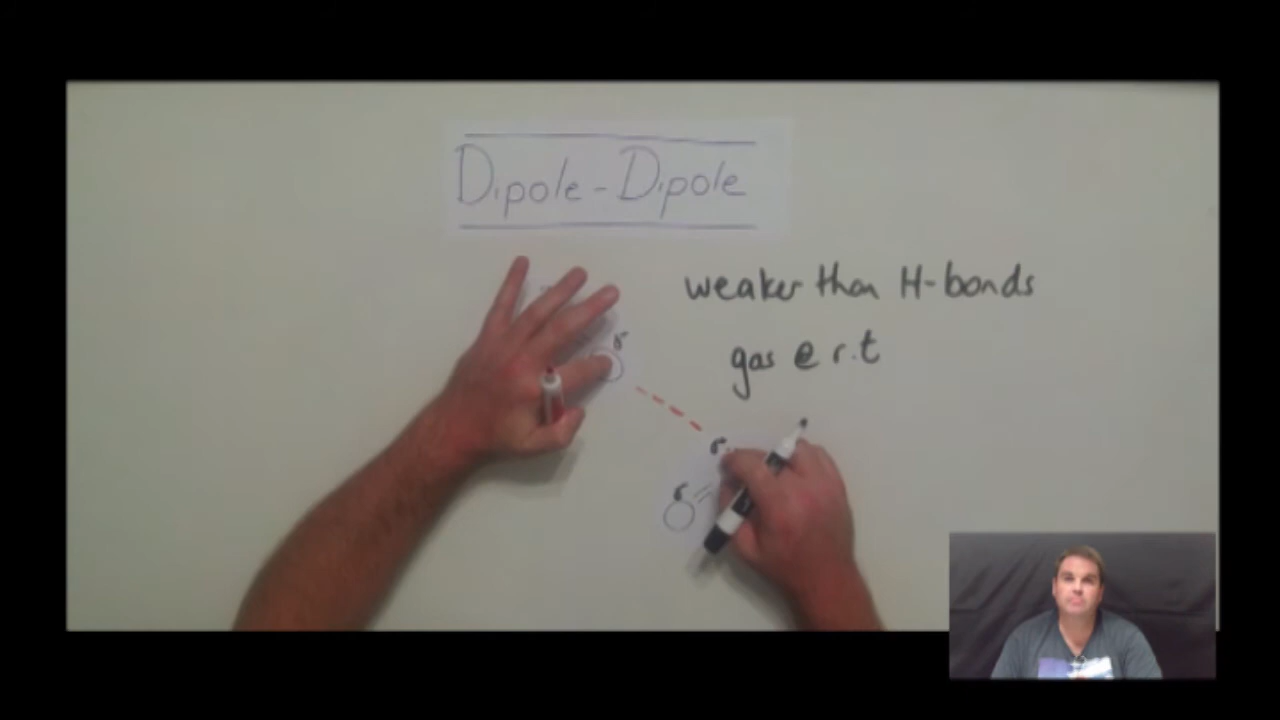 Dipole - Dipole
weaker than H-bonds
gas @ r.t
δ
δ
δ